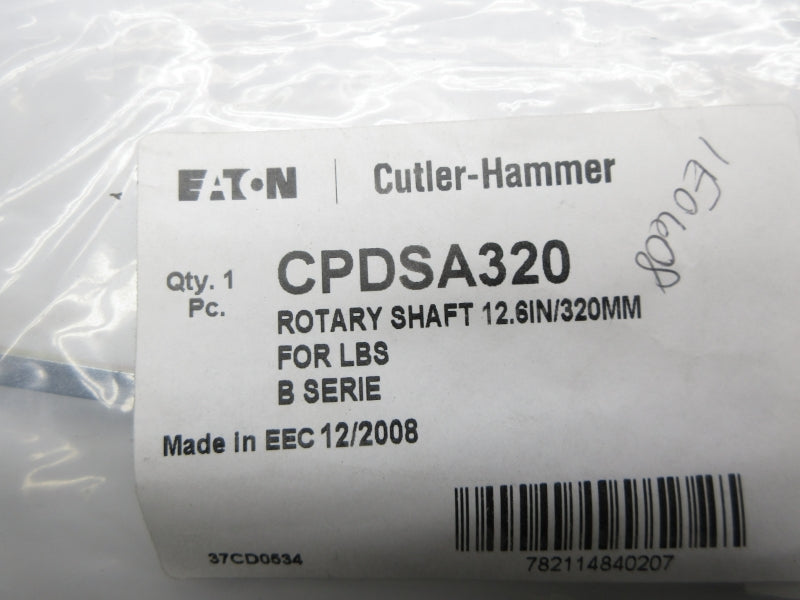 EATON | Cutler-Hammer
1E0608
Qty. 1
Pc.
CPDSA320
ROTARY SHAFT 12.6IN/320MM
FOR LBS
B SERIE
Made in EEC 12/2008
37CD0534
782114840207